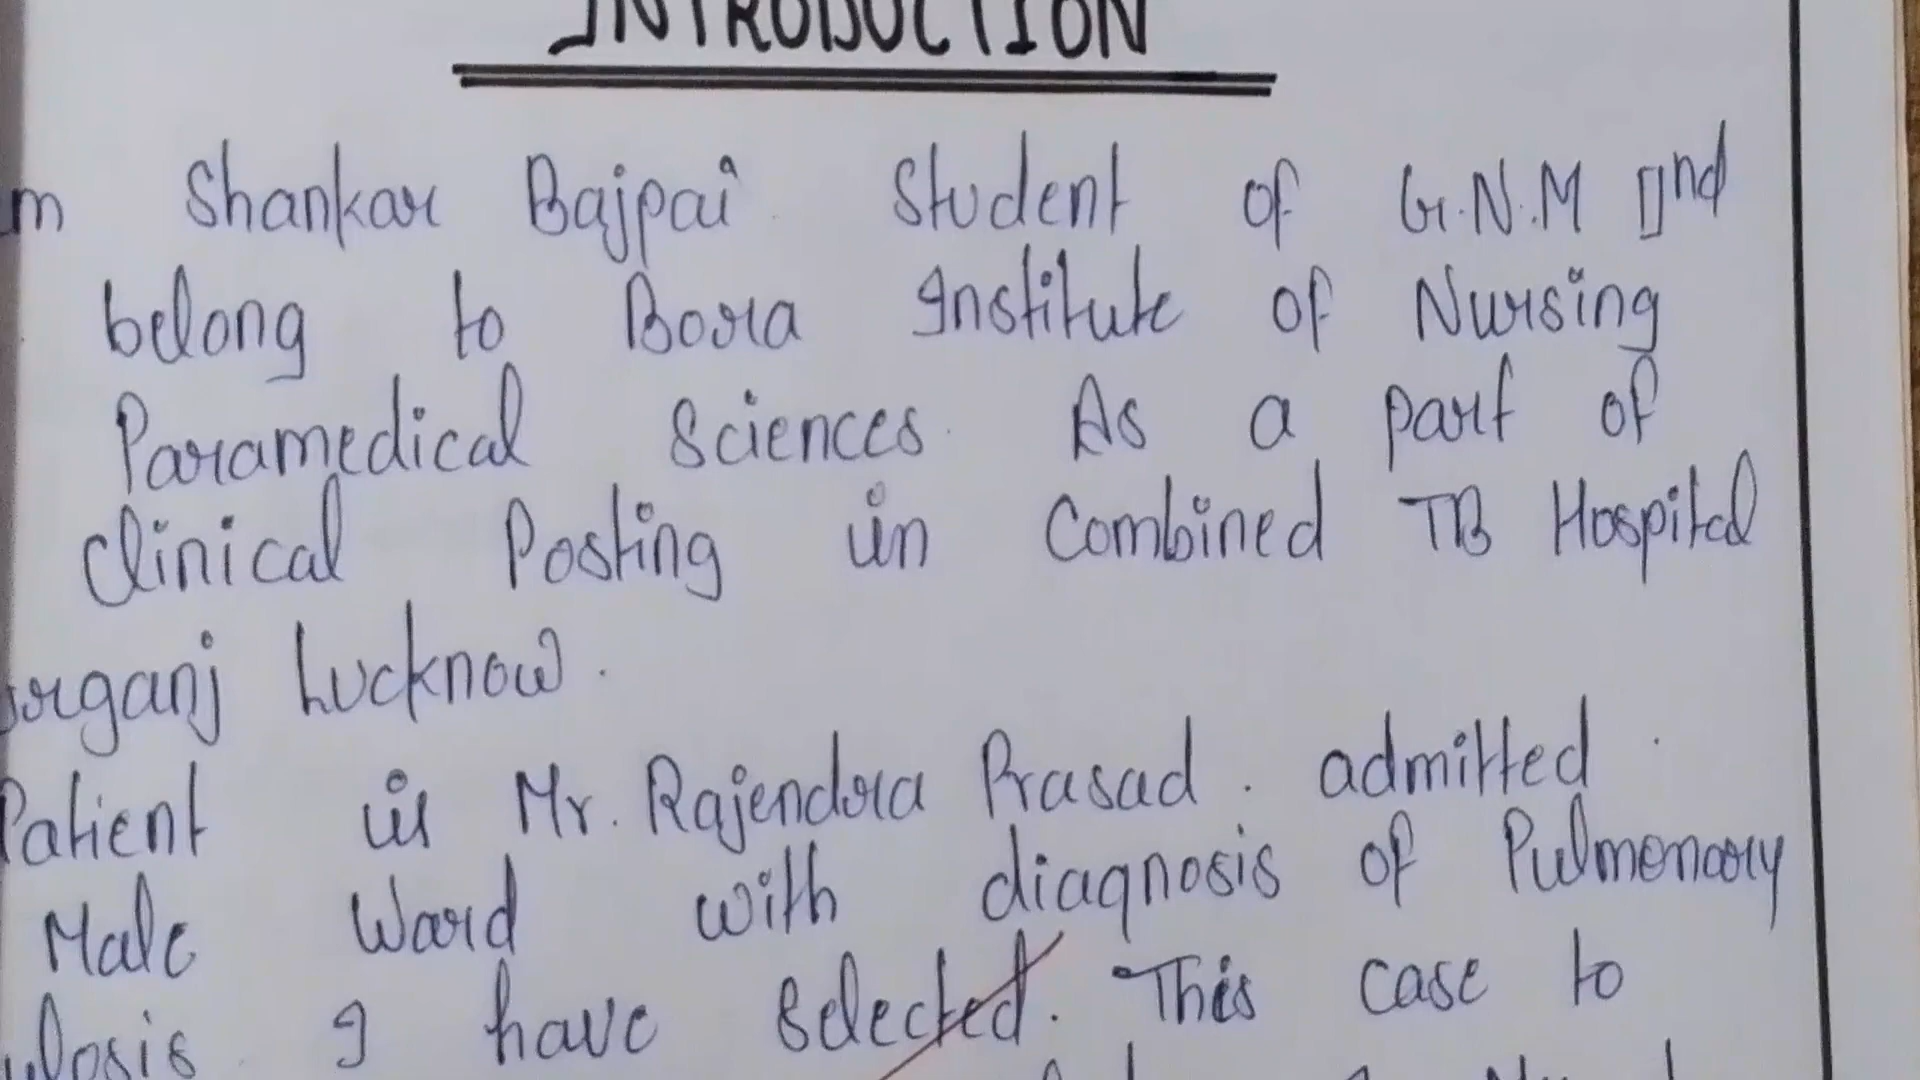 INTRODUCTION
m Shankar Bajpai Student of G.N.M IInd
belong to Bora Institute of Nursing
Paramedical Sciences. As a part of
Clinical Posting in Combined TB Hospital
organj Lucknow.
Patient is Mr. Rajendra Prasad. admitted.
Male Ward with diagnosis of Pulmonary
ulosis. I have selected. This case to